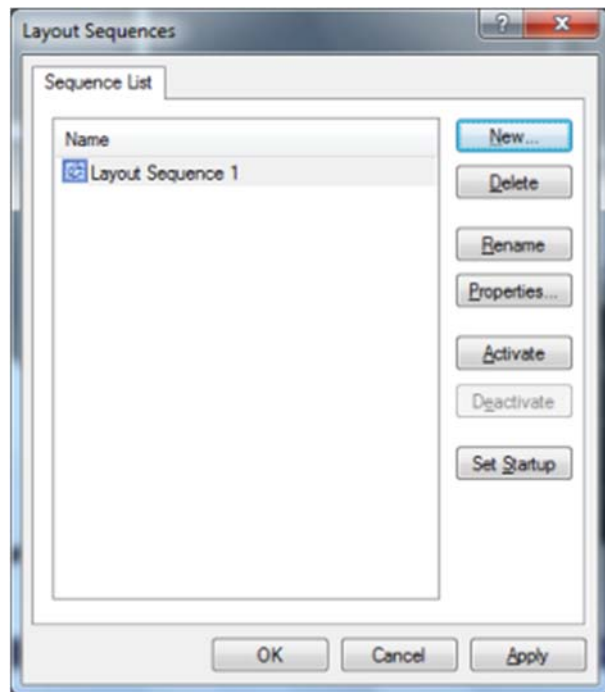 Layout Sequences
?
Sequence List
Name
Layout Sequence 1
New...
Delete
Rename
Properties...
Activate
Deactivate
Set Startup
OK
Cancel
Apply